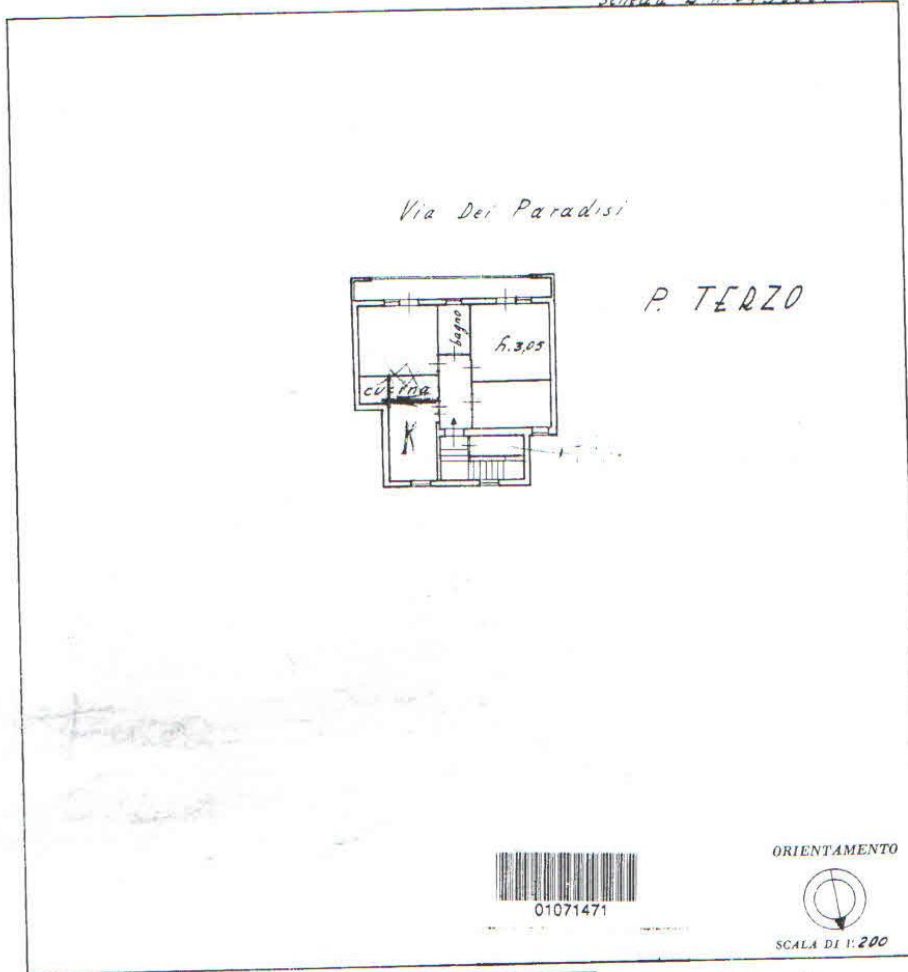 Via Dei Paradisi
P. TERZO
bagno
h. 3,05
cucina
K
01071471
ORIENTAMENTO
SCALA DI 1: 200